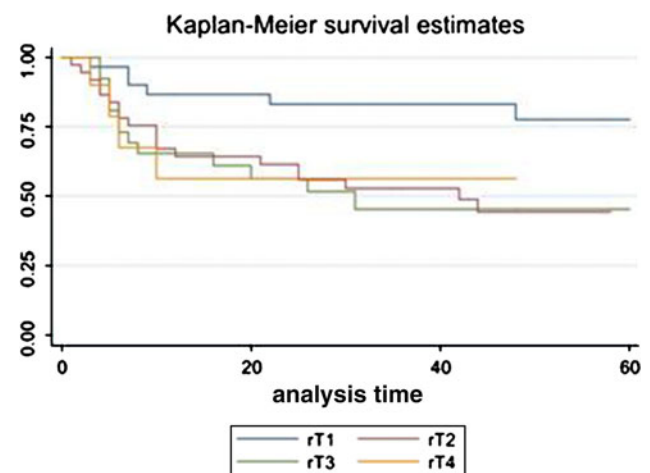 Kaplan-Meier survival estimates
1.00
0.75
0.50
0.25
0.00
0 20 40 60
analysis time
rT1 rT2
rT3 rT4